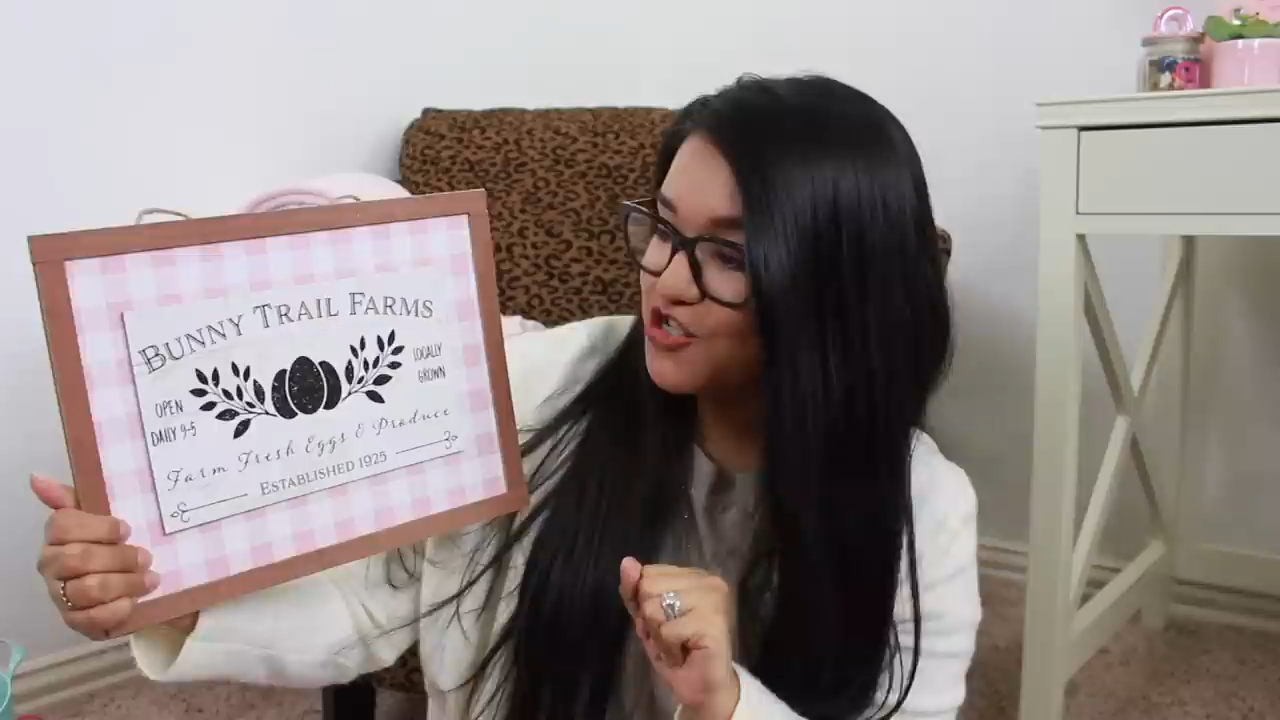 BUNNY TRAIL FARMS
LOCALLY
GROWN
OPEN
DAILY 9-5
Farm Fresh Eggs & Produce
ESTABLISHED 1925